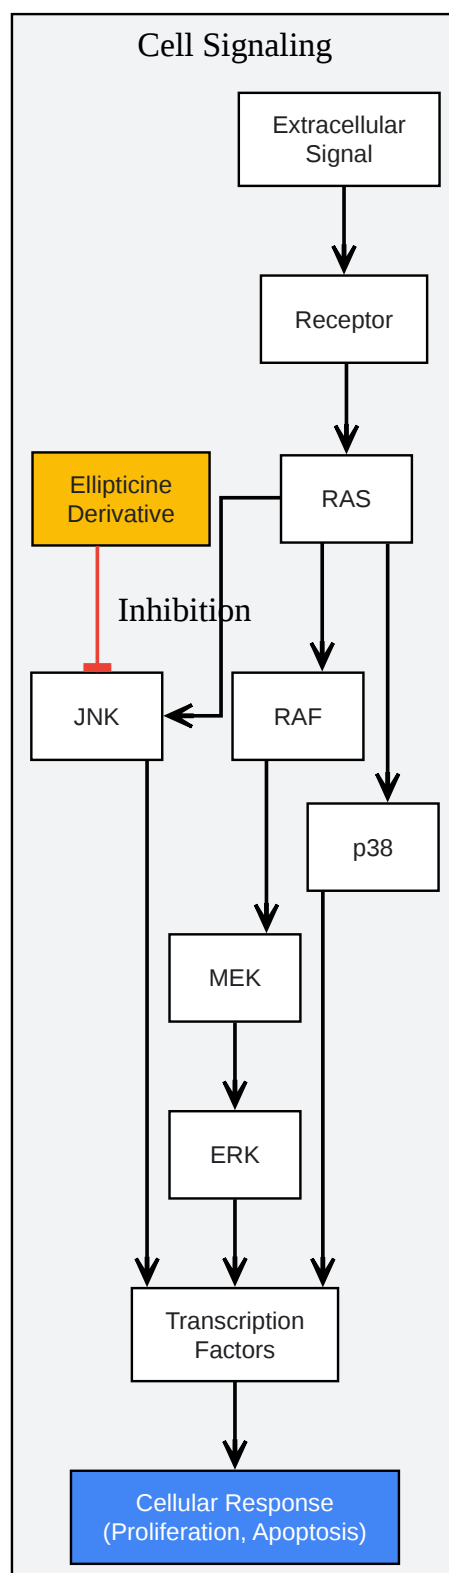 Cell Signaling
Extracellular
Signal
Receptor
Ellipticine
Derivative
RAS
Inhibition
JNK
RAF
p38
MEK
ERK
Transcription
Factors
Cellular Response
(Proliferation, Apoptosis)